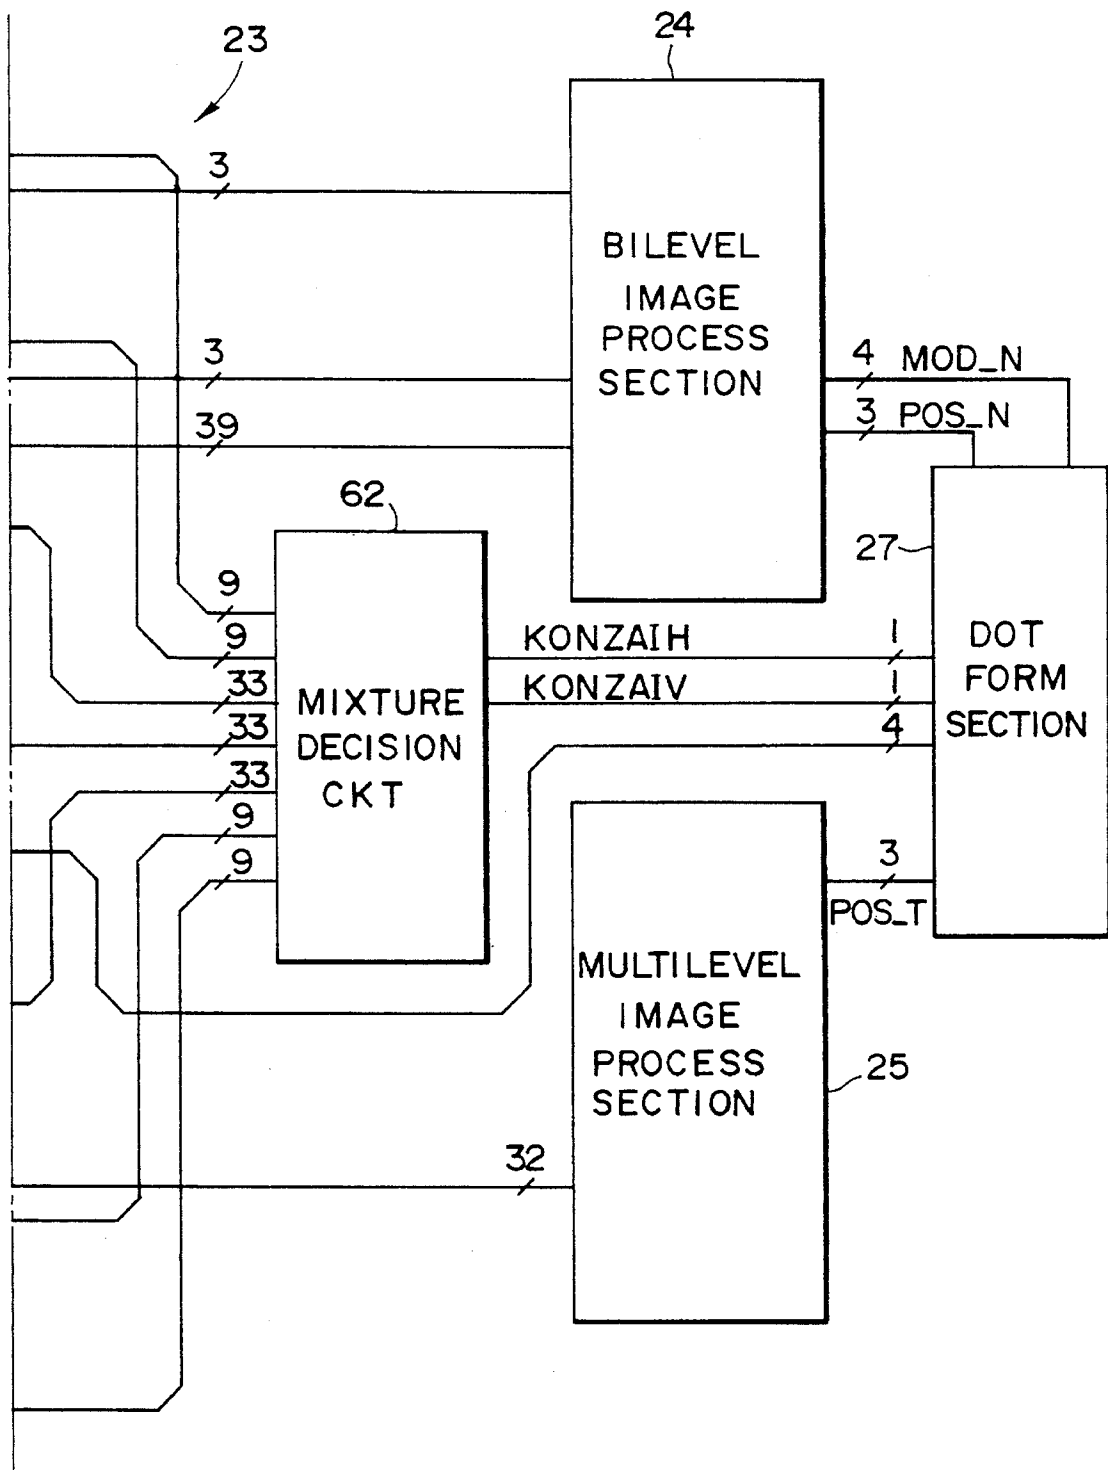 23
24
3
BILEVEL
IMAGE
PROCESS
SECTION
3
4 MOD_N
39
3 POS_N
62
27
9
9
KONZAIH
1
DOT
FORM
SECTION
33
KONZAIV
1
MIXTURE
DECISION
CKT
33
4
33
9
9
3
POS_T
MULTILEVEL
IMAGE
PROCESS
SECTION
25
32